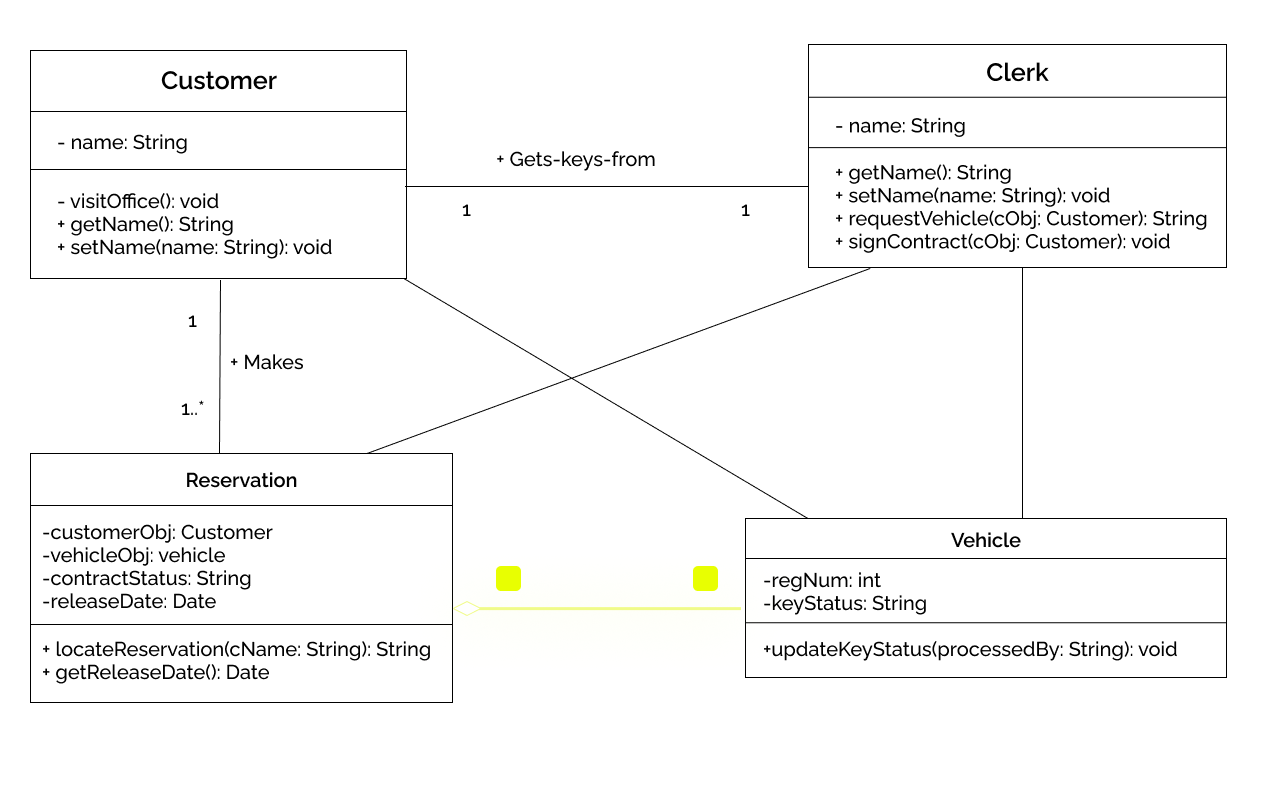 Customer
- name: String
- visitOffice(): void
+ getName(): String
+ setName(name: String): void
+ Gets-keys-from
1
1
Clerk
- name: String
+ getName(): String
+ setName(name: String): void
+ requestVehicle(cObj: Customer): String
+ signContract(cObj: Customer): void
1
+ Makes
1..*
Reservation
-customerObj: Customer
-vehicleObj: vehicle
-contractStatus: String
-releaseDate: Date
+ locateReservation(cName: String): String
+ getReleaseDate(): Date
Vehicle
-regNum: int
-keyStatus: String
+updateKeyStatus(processedBy: String): void